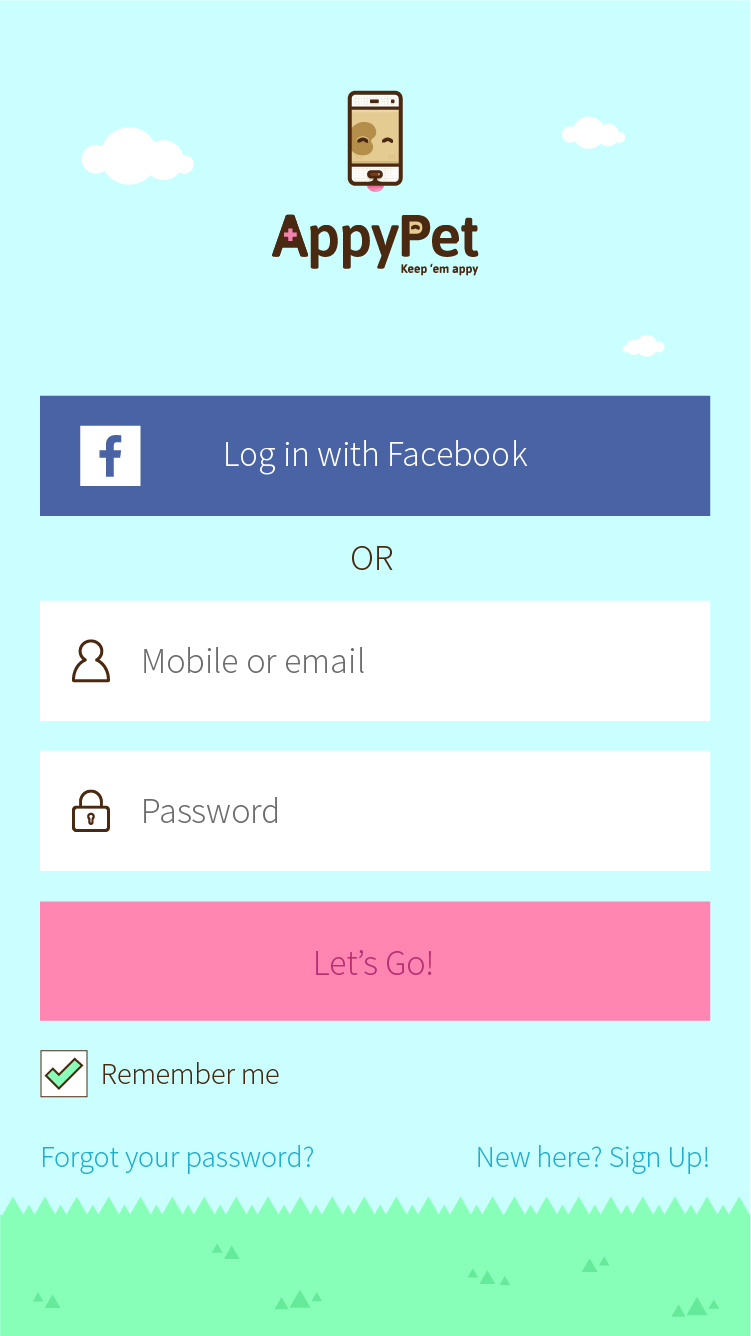 AppyPet
Keep 'em appy
Log in with Facebook
OR
Mobile or email
Password
Let’s Go!
Remember me
Forgot your password?
New here? Sign Up!